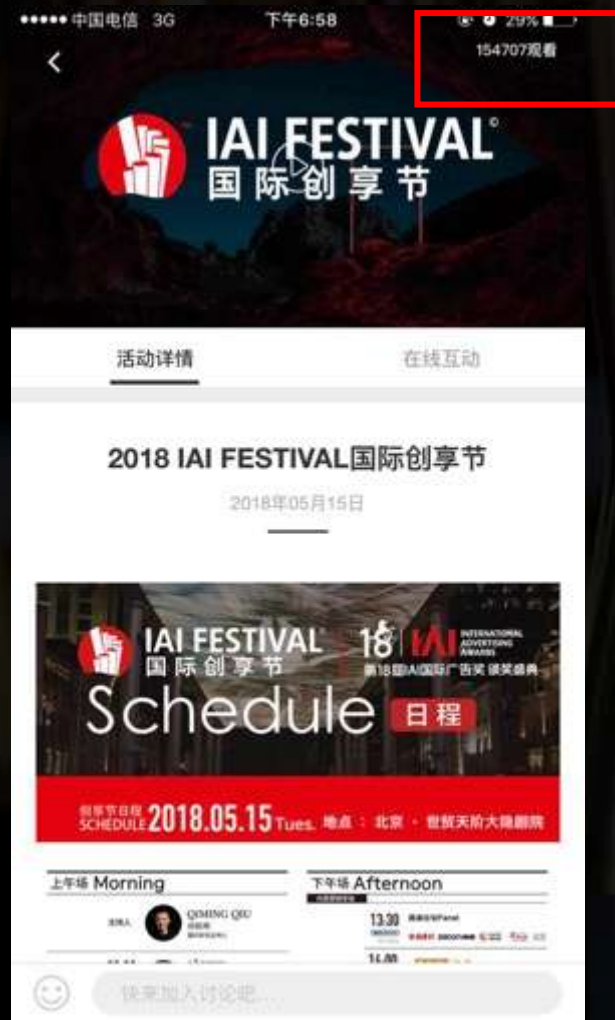 中国电信 3G 下午6:58 29%
154707观看
IAI FESTIVAL
国际创享节
活动详情 在线互动
2018 IAI FESTIVAL国际创享节
2018年05月15日
IAI FESTIVAL
国际创享节
18 IAI INTERNATIONAL ADVERTISING AWARDS
第18届IAI国际广告奖 颁奖盛典
Schedule 日程
创享节日程
SCHEDULE 2018.05.15 Tues. 地点：北京 · 世贸天阶大隐剧院
上午场 Morning
下午场 Afternoon
主持人 QIMING QIU
13:30
14:00
快来加入讨论吧...